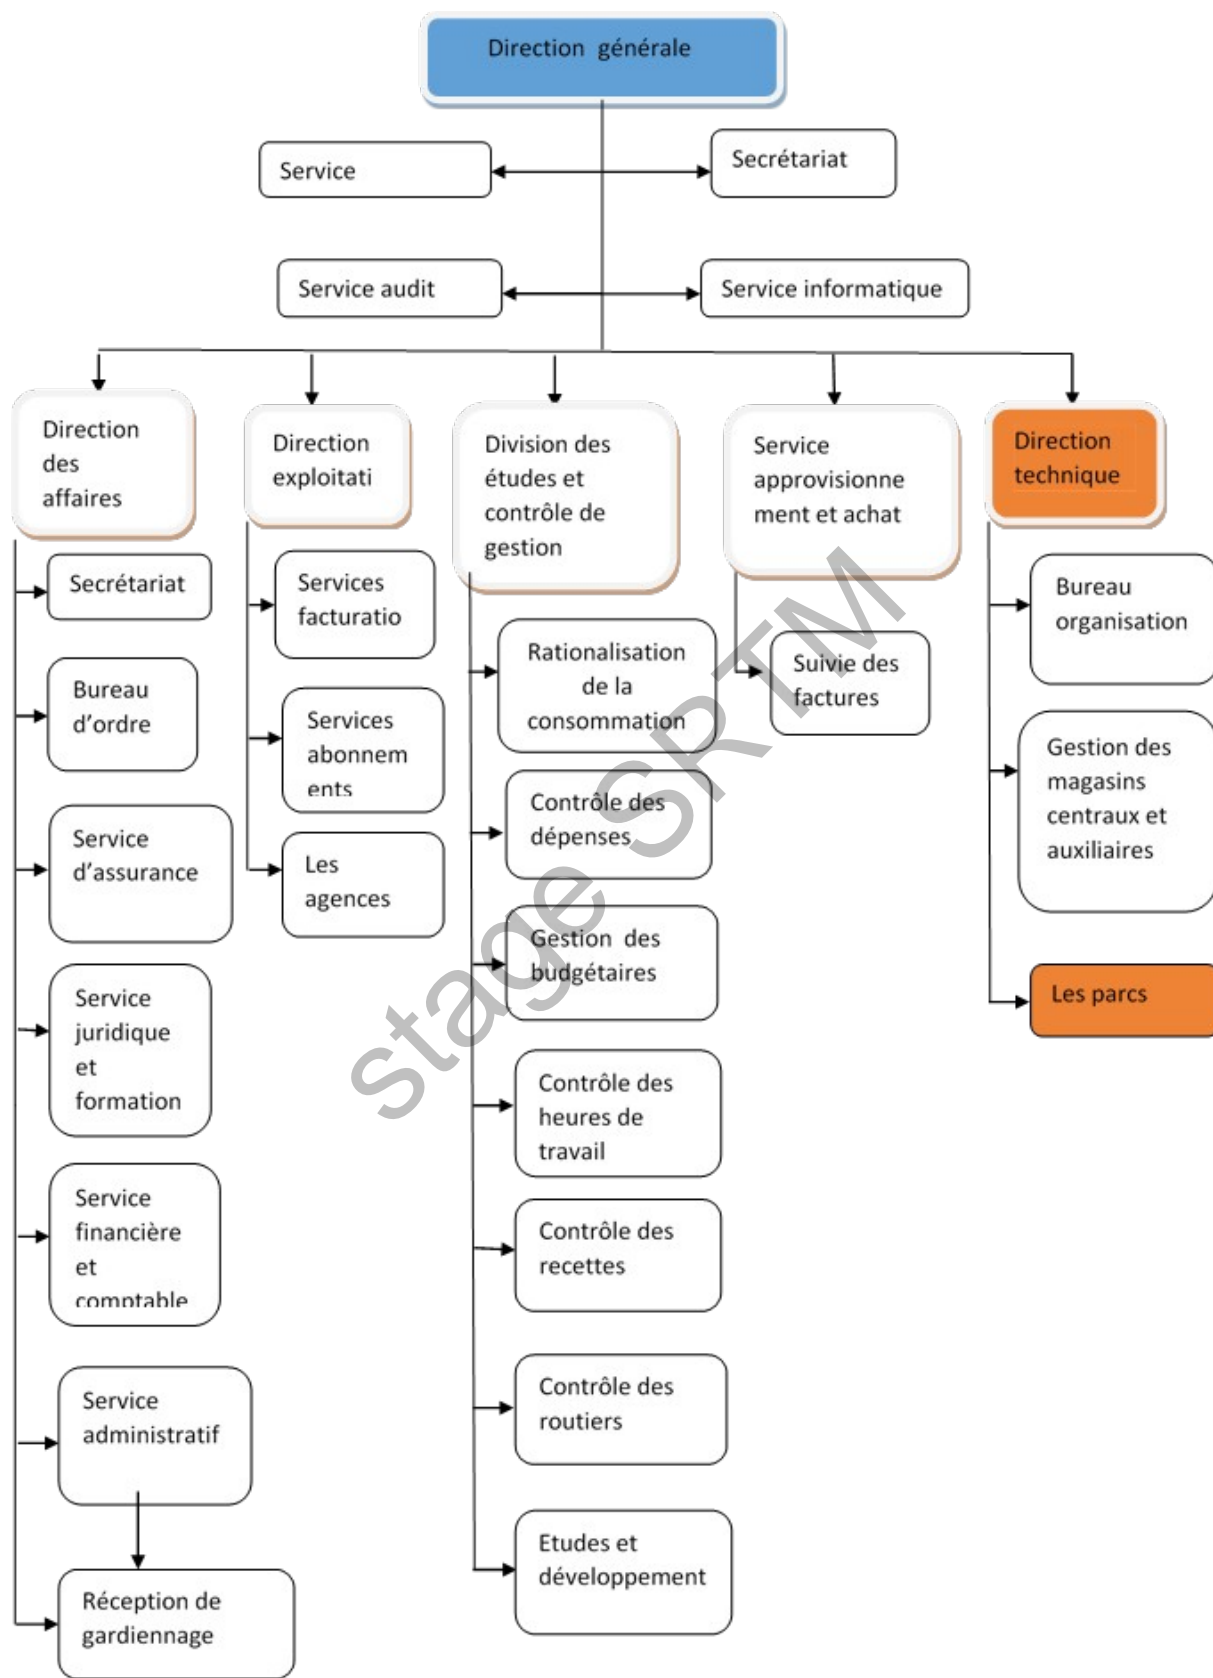 Direction générale
Service
Secrétariat
Service audit
Service informatique
Direction
des
affaires
Direction
exploitati
Division des
études et
contrôle de
gestion
Service
approvisionne
ment et achat
Direction
technique
Secrétariat
Bureau
d'ordre
Service
d'assurance
Service
juridique
et
formation
Service
financière
et
comptable
Service
administratif
Réception de
gardiennage
Services
facturatio
Services
abonnem
ents
Les
agences
Rationalisation
de la
consommation
Contrôle des
dépenses
Gestion des
budgétaires
Contrôle des
heures de
travail
Contrôle des
recettes
Contrôle des
routiers
Etudes et
développement
Suivie des
factures
Bureau
organisation
Gestion des
magasins
centraux et
auxiliaires
Les parcs
stage SRTM